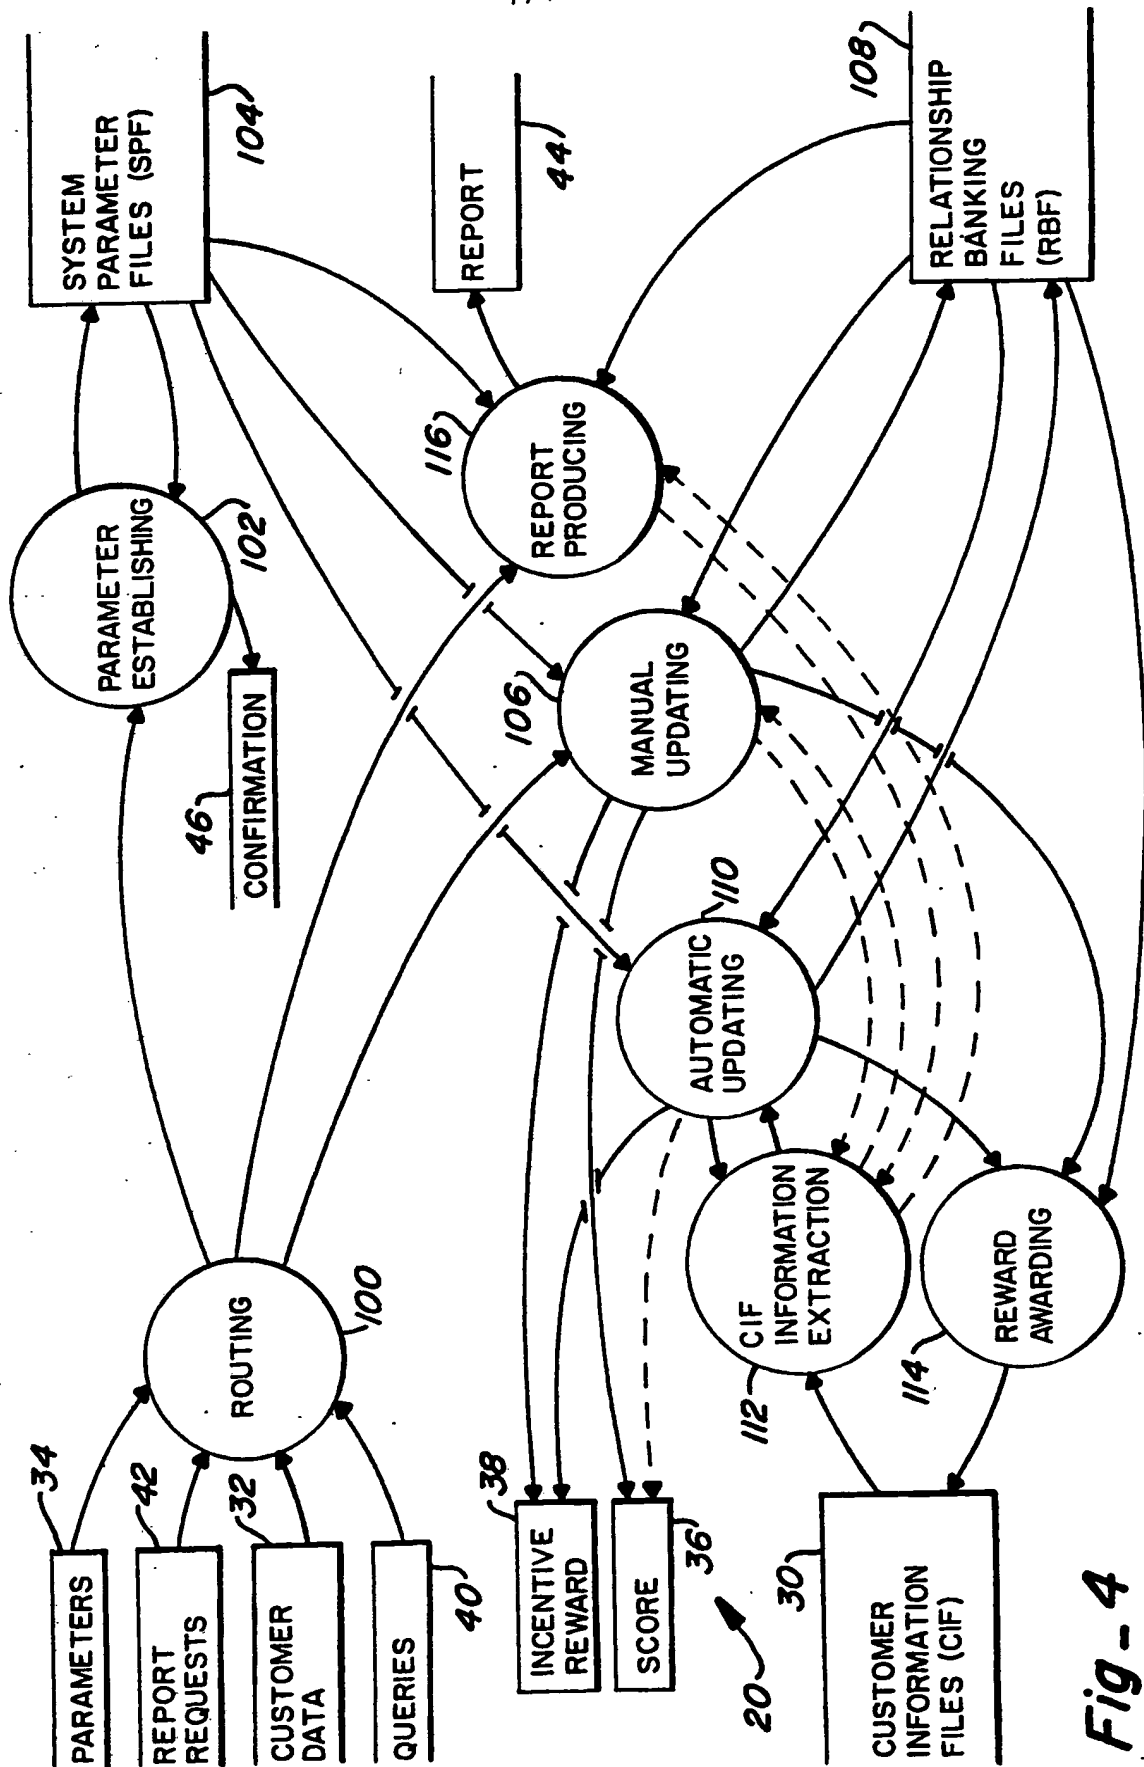 PARAMETERS
34
REPORT
REQUESTS
42
CUSTOMER
DATA
32
QUERIES
40
ROUTING
100
PARAMETER
ESTABLISHING
102
CONFIRMATION
46
SYSTEM
PARAMETER
FILES (SPF)
104
REPORT
44
REPORT
PRODUCING
116
MANUAL
UPDATING
106
AUTOMATIC
UPDATING
110
INCENTIVE
REWARD
38
SCORE
36
20
CIF
INFORMATION
EXTRACTION
112
REWARD
AWARDING
114
CUSTOMER
INFORMATION
FILES (CIF)
30
RELATIONSHIP
BANKING
FILES
(RBF)
108
Fig-4